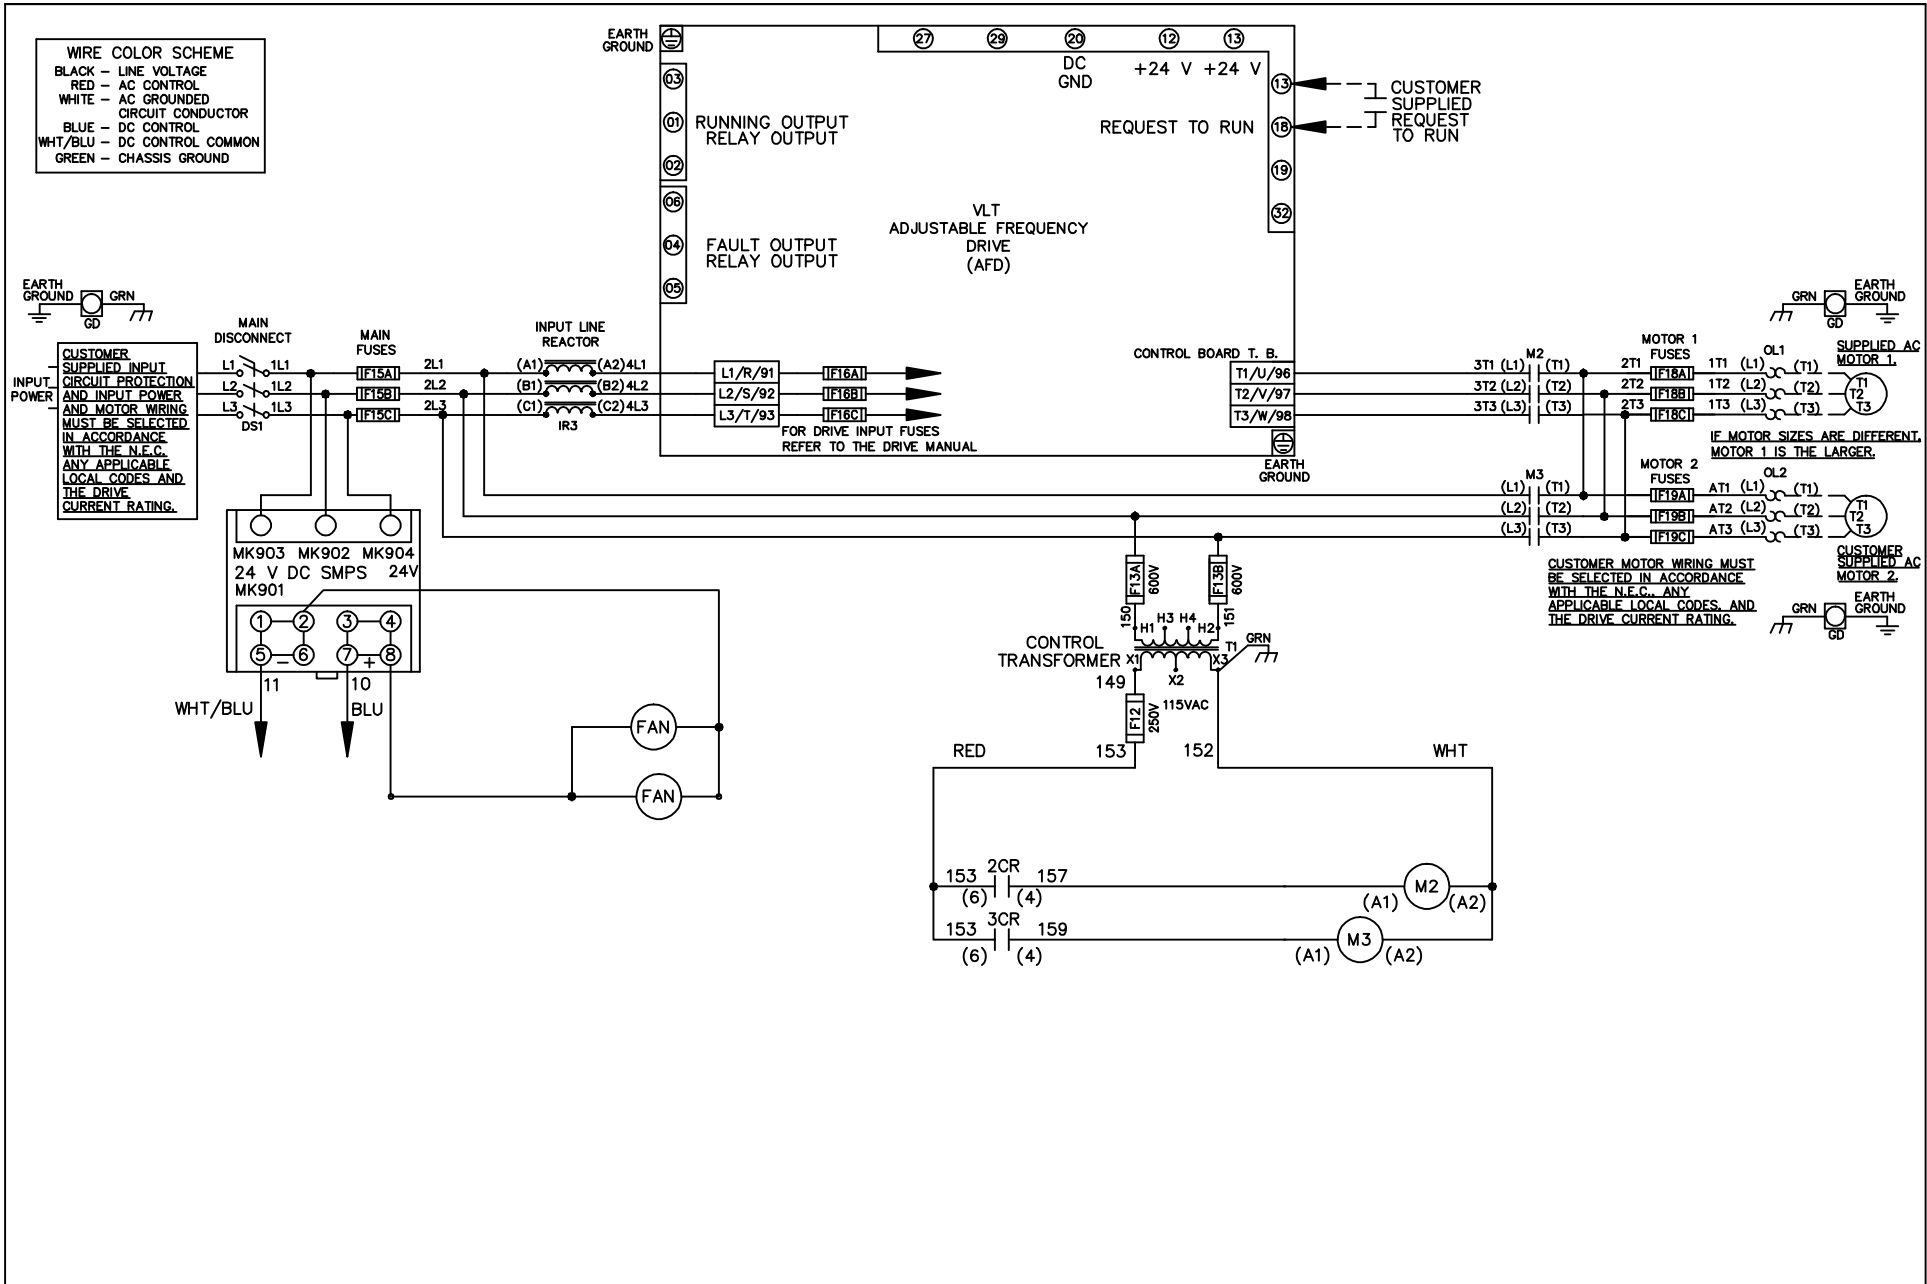 WIRE COLOR SCHEME
BLACK – LINE VOLTAGE
RED – AC CONTROL
WHITE – AC GROUNDED
CIRCUIT CONDUCTOR
BLUE – DC CONTROL
WHT/BLU – DC CONTROL COMMON
GREEN – CHASSIS GROUND
EARTH
GROUND
03
01
02
RUNNING OUTPUT
RELAY OUTPUT
06
04
05
FAULT OUTPUT
RELAY OUTPUT
27 29 20 12 13
DC
GND
+24 V +24 V
13
REQUEST TO RUN 18
19
32
CUSTOMER
SUPPLIED
REQUEST
TO RUN
VLT
ADJUSTABLE FREQUENCY
DRIVE
(AFD)
EARTH
GROUND
GRN
GD
INPUT
POWER
CUSTOMER
SUPPLIED INPUT
CIRCUIT PROTECTION
AND INPUT POWER
AND MOTOR WIRING
MUST BE SELECTED
IN ACCORDANCE
WITH THE N.E.C.
ANY APPLICABLE
LOCAL CODES AND
THE DRIVE
CURRENT RATING.
MAIN
DISCONNECT
L1 1L1
L2 1L2
L3 1L3
DS1
MAIN
FUSES
F15A 2L1
F15B 2L2
F15C 2L3
INPUT LINE
REACTOR
(A1) (A2) 4L1
(B1) (B2) 4L2
(C1) (C2) 4L3
IR3
L1/R/91 F16A
L2/S/92 F16B
L3/T/93 F16C
FOR DRIVE INPUT FUSES
REFER TO THE DRIVE MANUAL
CONTROL BOARD T. B.
T1/U/96
T2/V/97
T3/W/98
EARTH
GROUND
M2
3T1 (L1) (T1)
3T2 (L2) (T2)
3T3 (L3) (T3)
MOTOR 1
FUSES
2T1 F18A 1T1 (L1)
2T2 F18B 1T2 (L2)
2T3 F18C 1T3 (L3)
OL1
(T1)
(T2)
(T3)
T1
T2
T3
GRN
GD
EARTH
GROUND
SUPPLIED AC
MOTOR 1.
IF MOTOR SIZES ARE DIFFERENT,
MOTOR 1 IS THE LARGER.
M3
(L1) (T1)
(L2) (T2)
(L3) (T3)
MOTOR 2
FUSES
F19A AT1 (L1)
F19B AT2 (L2)
F19C AT3 (L3)
OL2
(T1)
(T2)
(T3)
T1
T2
T3
CUSTOMER
SUPPLIED AC
MOTOR 2.
CUSTOMER MOTOR WIRING MUST
BE SELECTED IN ACCORDANCE
WITH THE N.E.C., ANY
APPLICABLE LOCAL CODES, AND
THE DRIVE CURRENT RATING.
GRN
GD
EARTH
GROUND
MK903 MK902 MK904
24 V DC SMPS 24V
MK901
1 2 3 4
5 – 6 7 + 8
11 10
WHT/BLU BLU
FAN
FAN
F13A
600V
F13B
600V
150 151
H1 H3 H4 H2
CONTROL
TRANSFORMER
T1
GRN
X1 X3
X2
149
F12
250V
115VAC
RED 153 152 WHT
153 2CR 157
(6) (4)
M2
(A1) (A2)
153 3CR 159
(6) (4)
M3
(A1) (A2)